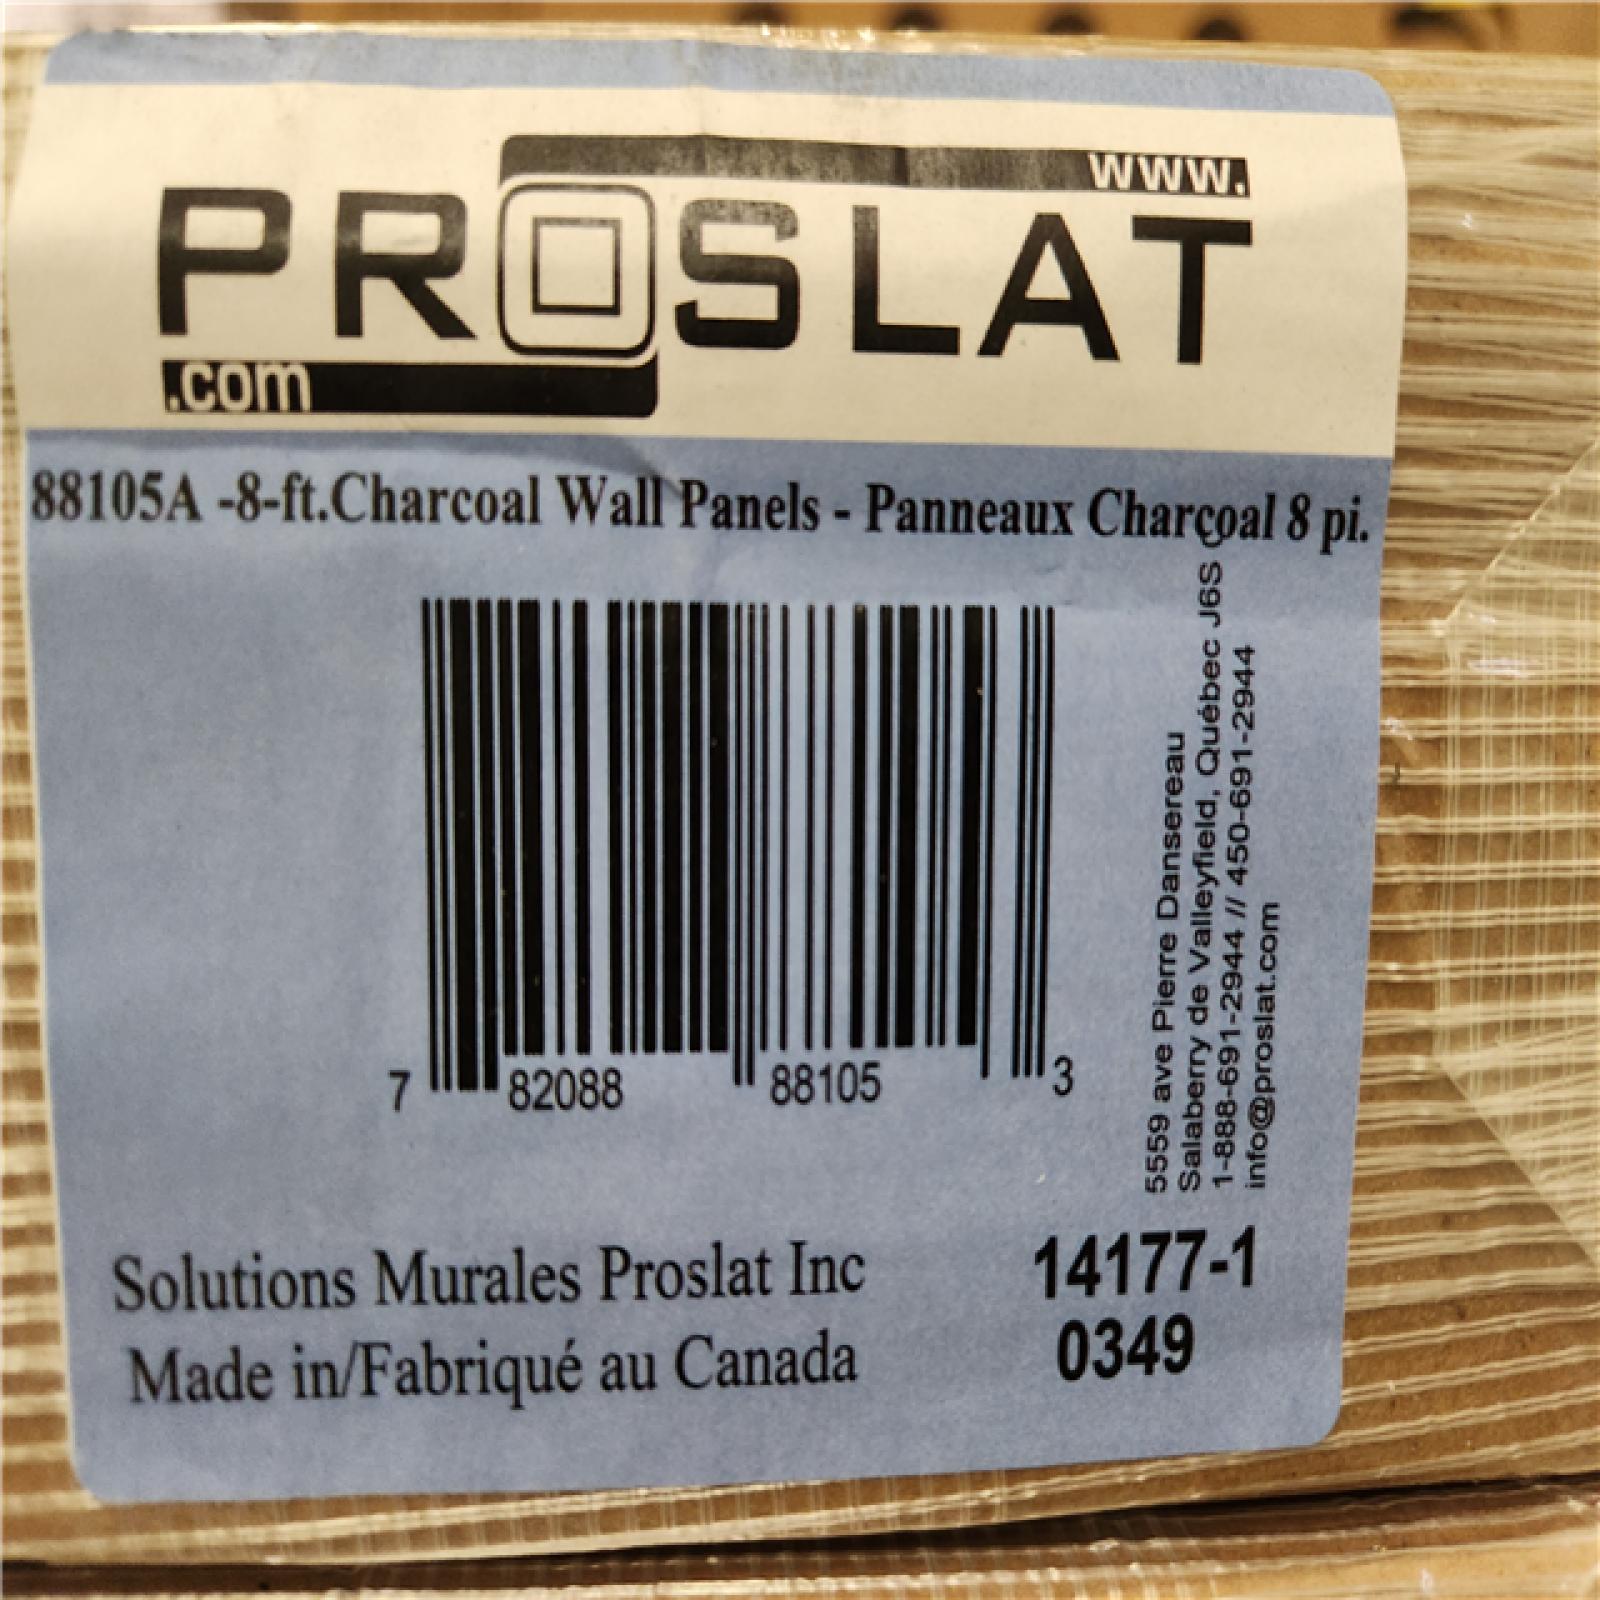 www.
PROSLAT
.com
88105A -8-ft.Charcoal Wall Panels - Panneaux Charcoal 8 pi.
7 82088 88105 3
5559 ave Pierre Dansereau
Salaberry de Valleyfield, Québec J6S
1-888-691-2944 // 450-691-2944
info@proslat.com
Solutions Murales Proslat Inc
Made in/Fabriqué au Canada
14177-1
0349